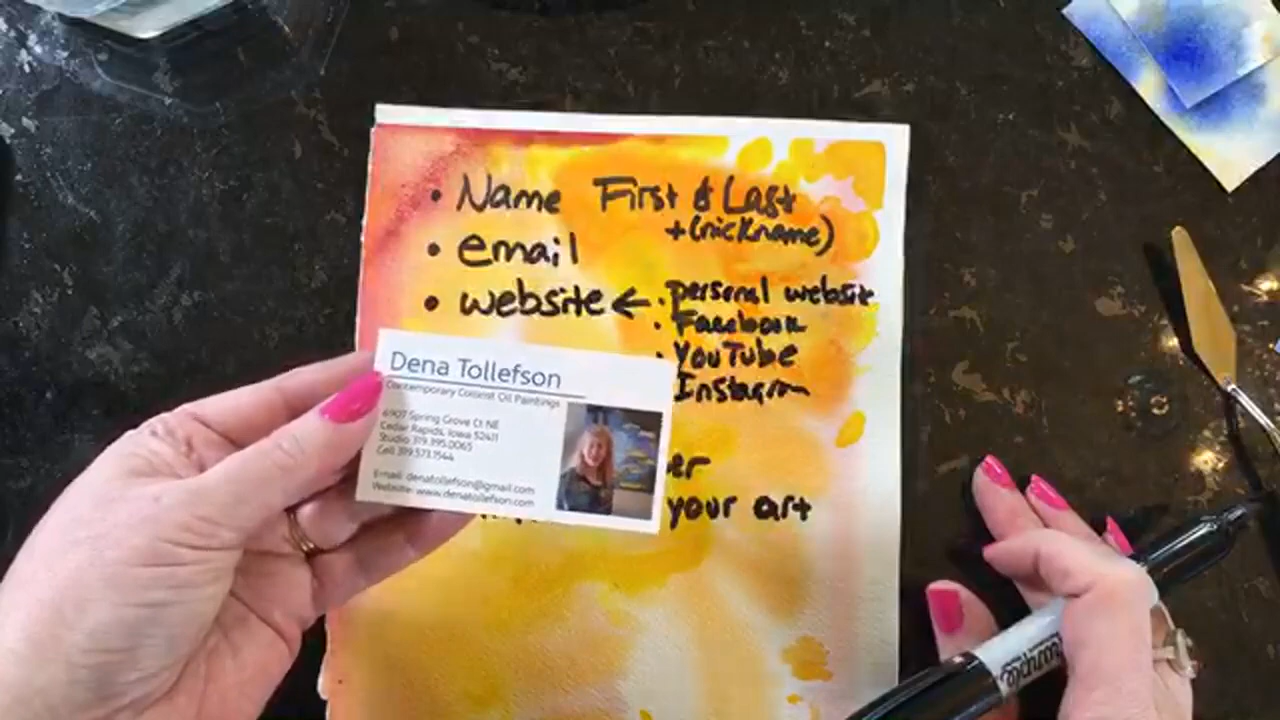 • Name First & Last
+(nickname)
• email
• website ← • personal website
• Facebook
• YouTube
Instagram
er
your art
Dena Tollefson
Contemporary Colorist Oil Paintings
6907 Spring Grove Ct NE
Cedar Rapids, Iowa 52411
Studio 319.395.0065
Cell 319.573.1544
Email: denatollefson@gmail.com
Website: www.denatollefson.com
Sharpie